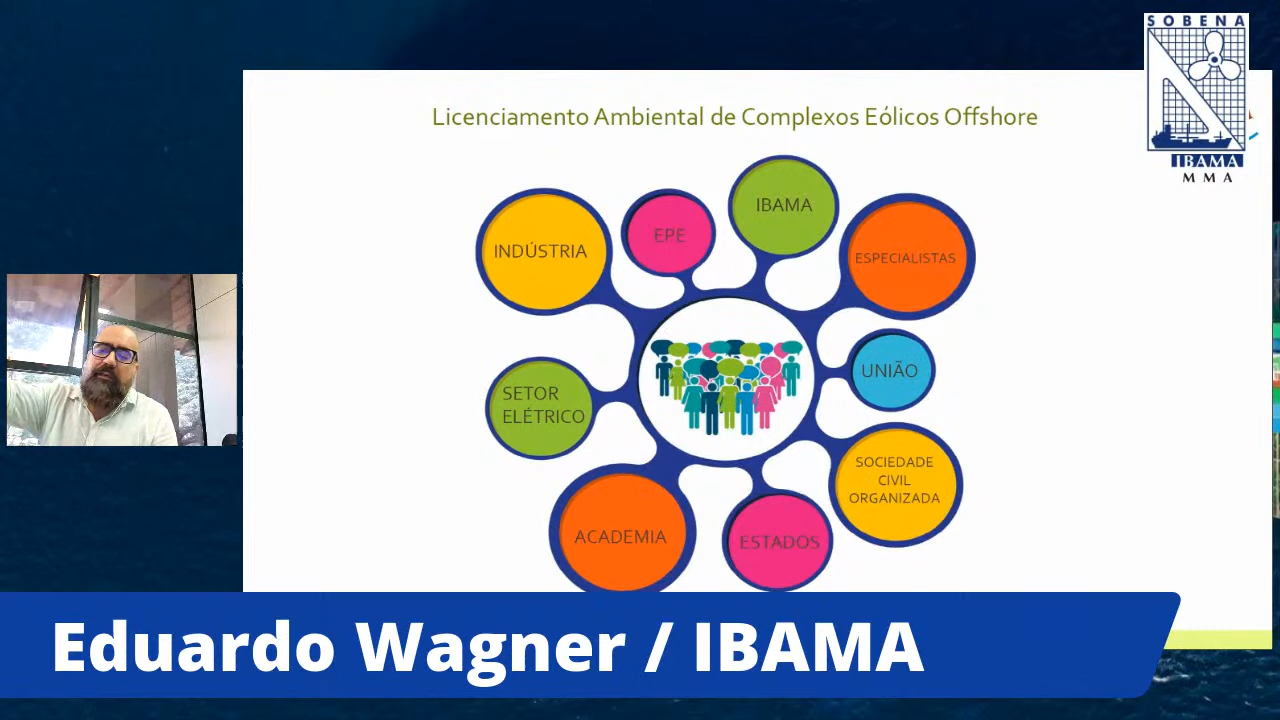 SOBENA
IBAMA
MMA
Licenciamento Ambiental de Complexos Eólicos Offshore
INDÚSTRIA
EPE
IBAMA
ESPECIALISTAS
UNIÃO
SETOR
ELÉTRICO
SOCIEDADE
CIVIL
ORGANIZADA
ACADEMIA
ESTADOS
Eduardo Wagner / IBAMA